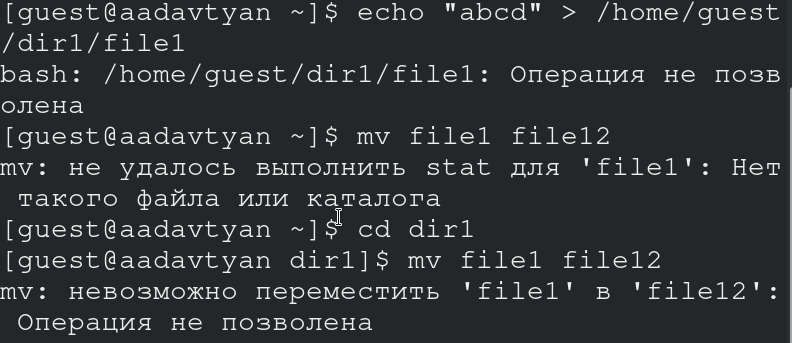 [guest@aadavtyan ~]$ echo "abcd" > /home/guest
/dir1/file1
bash: /home/guest/dir1/file1: Операция не позв
олена
[guest@aadavtyan ~]$ mv file1 file12
mv: не удалось выполнить stat для 'file1': Нет
 такого файла или каталога
[guest@aadavtyan ~]$ cd dir1
[guest@aadavtyan dir1]$ mv file1 file12
mv: невозможно переместить 'file1' в 'file12':
 Операция не позволена